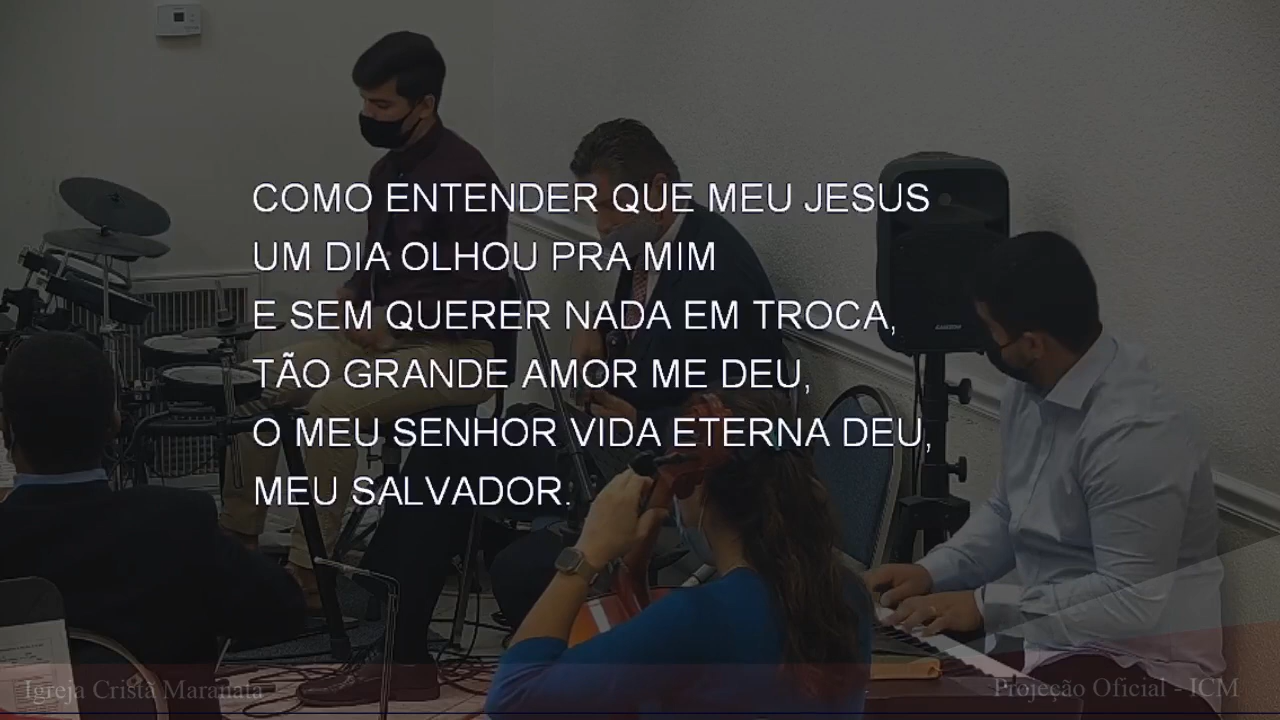 COMO ENTENDER QUE MEU JESUS
UM DIA OLHOU PRA MIM
E SEM QUERER NADA EM TROCA,
TÃO GRANDE AMOR ME DEU,
O MEU SENHOR VIDA ETERNA DEU,
MEU SALVADOR.
Igreja Cristã Maranata
Projeção Oficial - ICM